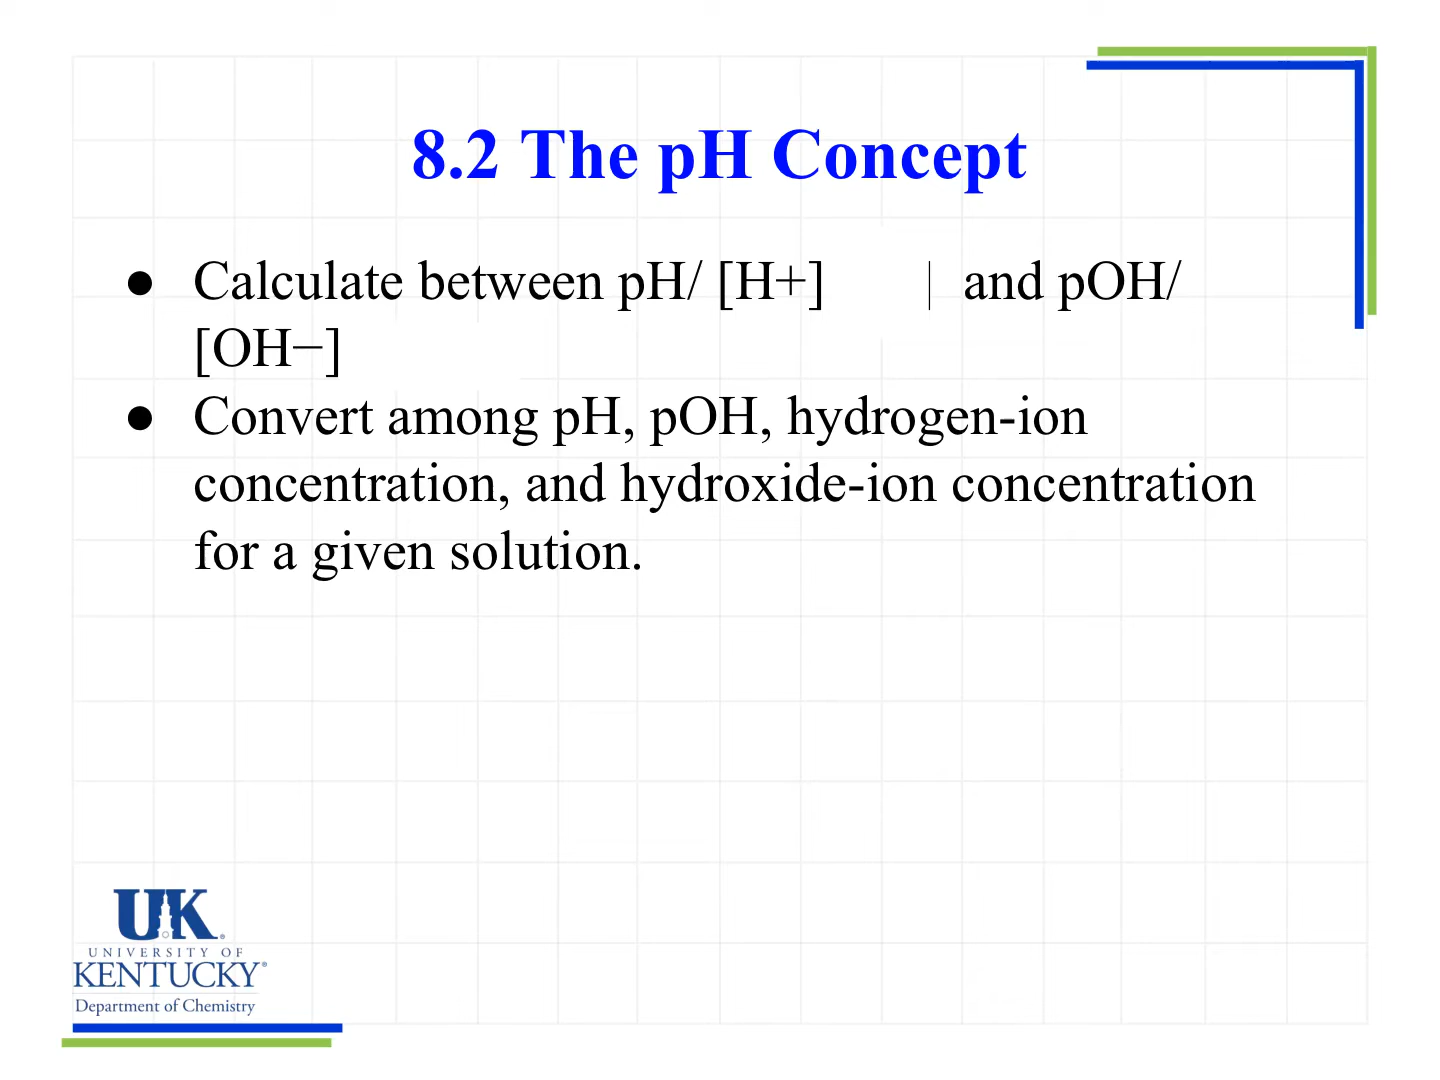 8.2 The pH Concept
● Calculate between pH/ [H+] | and pOH/
[OH−]
● Convert among pH, pOH, hydrogen-ion
concentration, and hydroxide-ion concentration
for a given solution.
UK
UNIVERSITY OF
KENTUCKY®
Department of Chemistry